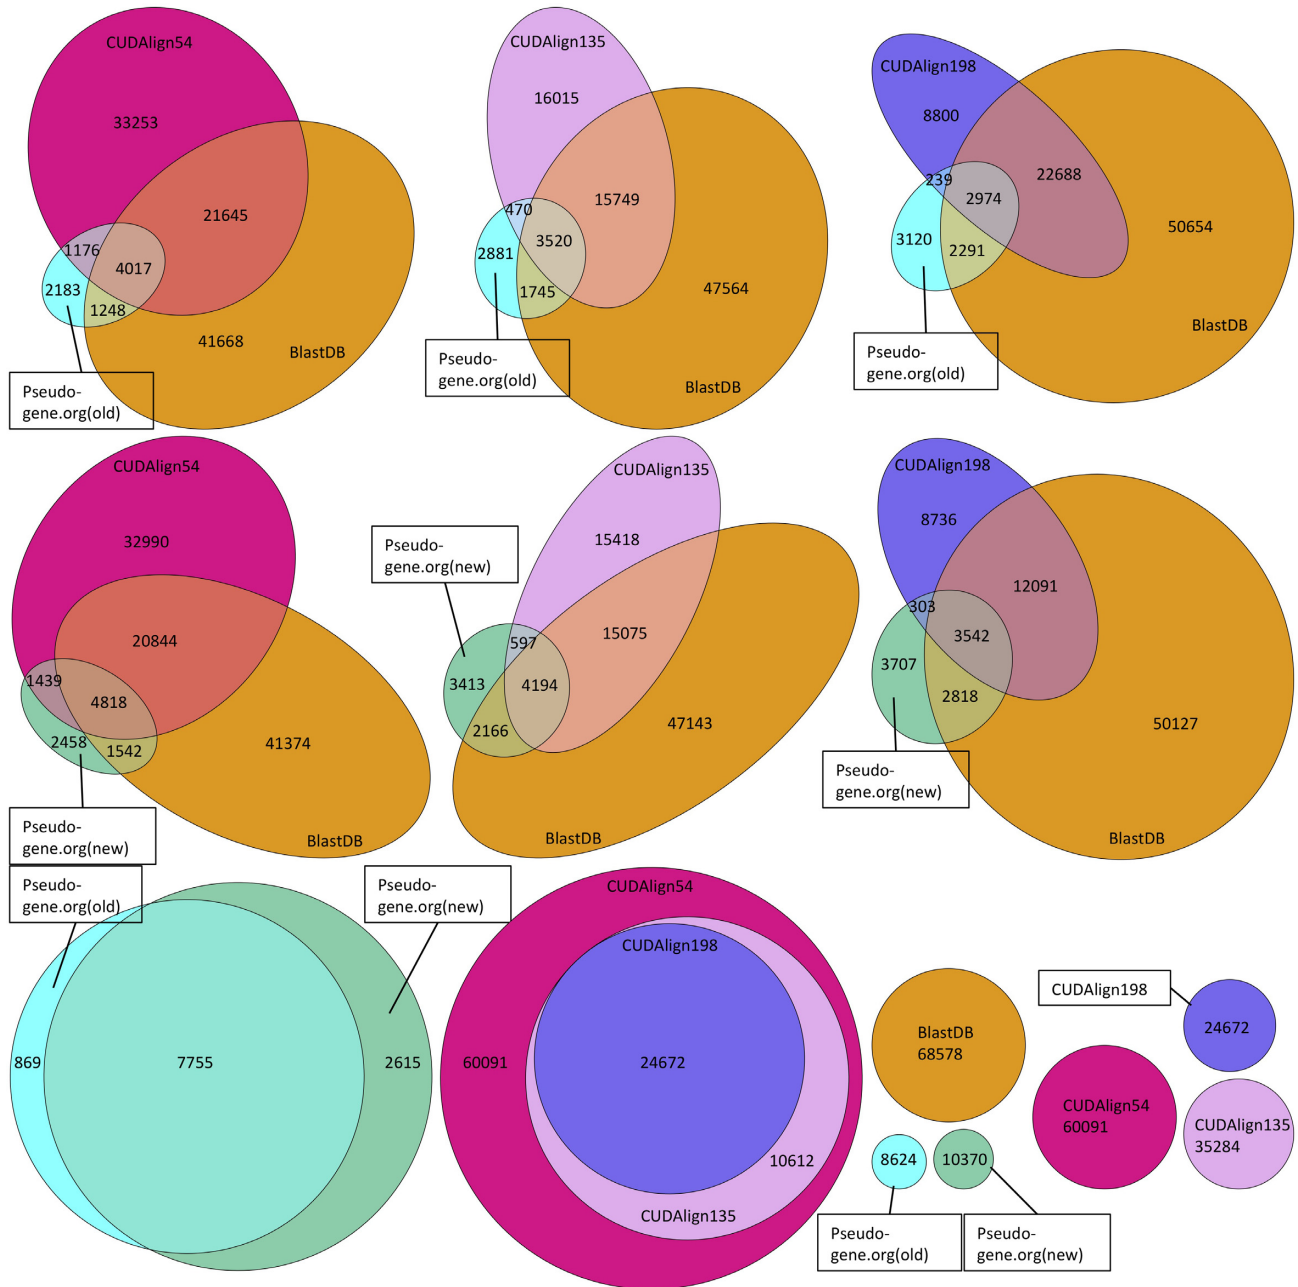 CUDAlign54
33253
21645
1176
4017
2183
1248
41668
BlastDB
Pseudo-
gene.org(old)
CUDAlign135
16015
15749
470
3520
2881
1745
47564
BlastDB
Pseudo-
gene.org(old)
CUDAlign198
8800
22688
239
2974
3120
2291
50654
BlastDB
Pseudo-
gene.org(old)
CUDAlign54
32990
20844
1439
4818
2458
1542
41374
BlastDB
Pseudo-
gene.org(new)
Pseudo-
gene.org(new)
CUDAlign135
15418
15075
597
3413
4194
2166
47143
BlastDB
CUDAlign198
8736
12091
303
3542
3707
2818
50127
BlastDB
Pseudo-
gene.org(new)
Pseudo-
gene.org(old)
Pseudo-
gene.org(new)
869
7755
2615
CUDAlign54
CUDAlign198
60091
24672
10612
CUDAlign135
BlastDB
68578
CUDAlign198
24672
CUDAlign54
60091
CUDAlign135
35284
8624
10370
Pseudo-
gene.org(old)
Pseudo-
gene.org(new)